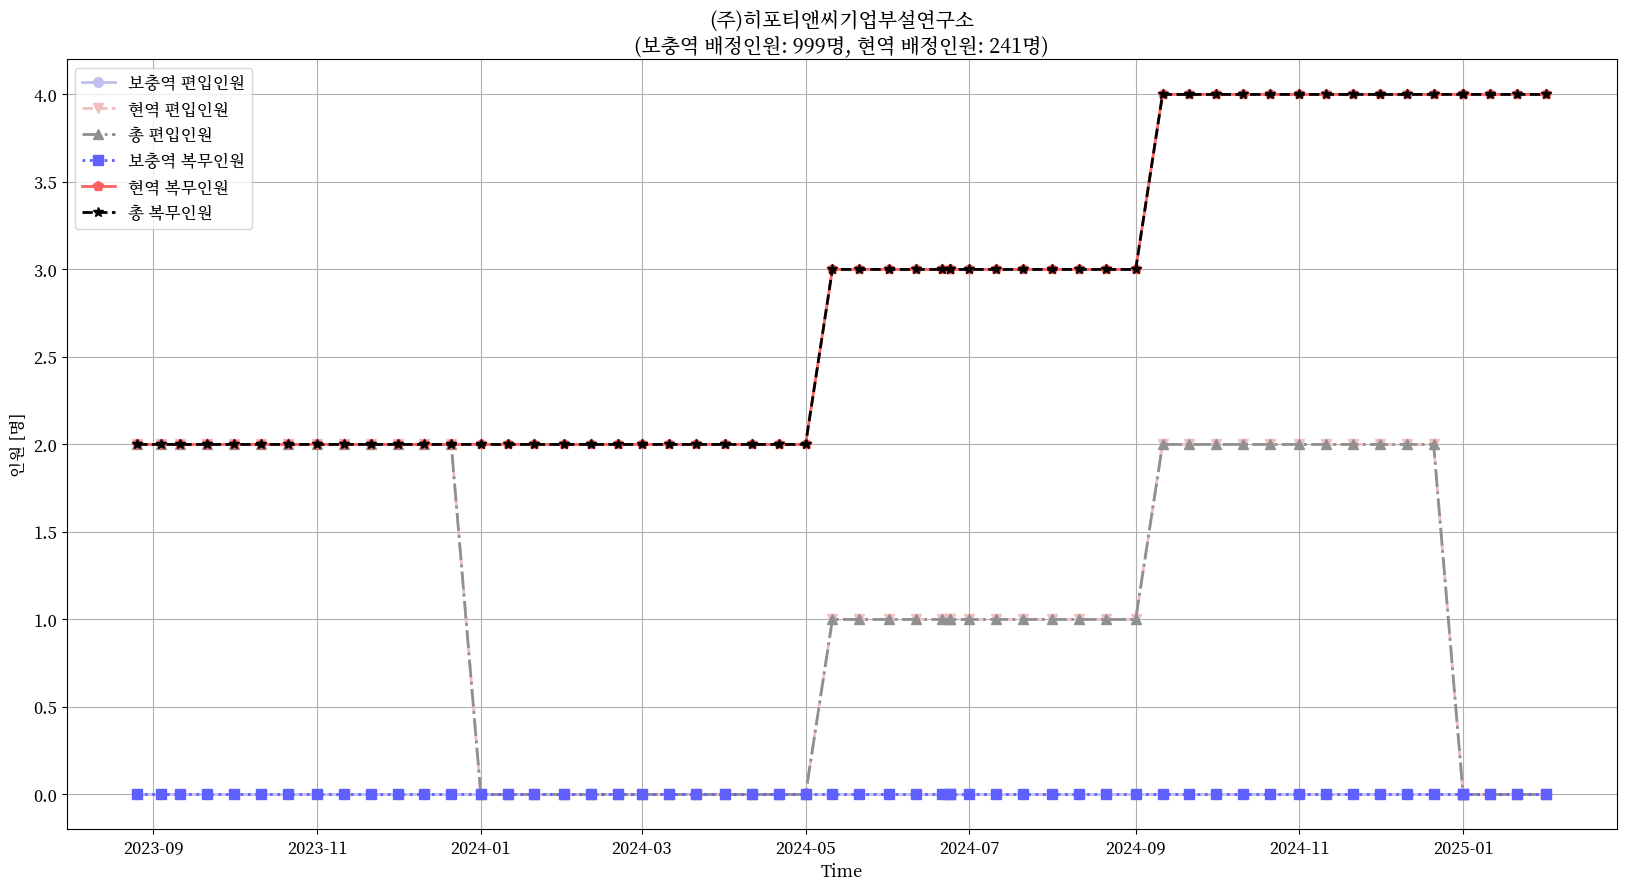 (주)히포티앤씨기업부설연구소
(보충역 배정인원: 999명, 현역 배정인원: 241명)
보충역 편입인원
현역 편입인원
총 편입인원
보충역 복무인원
현역 복무인원
총 복무인원
4.0
3.5
3.0
2.5
2.0
1.5
1.0
0.5
0.0
인원 [명]
2023-09
2023-11
2024-01
2024-03
2024-05
2024-07
2024-09
2024-11
2025-01
Time